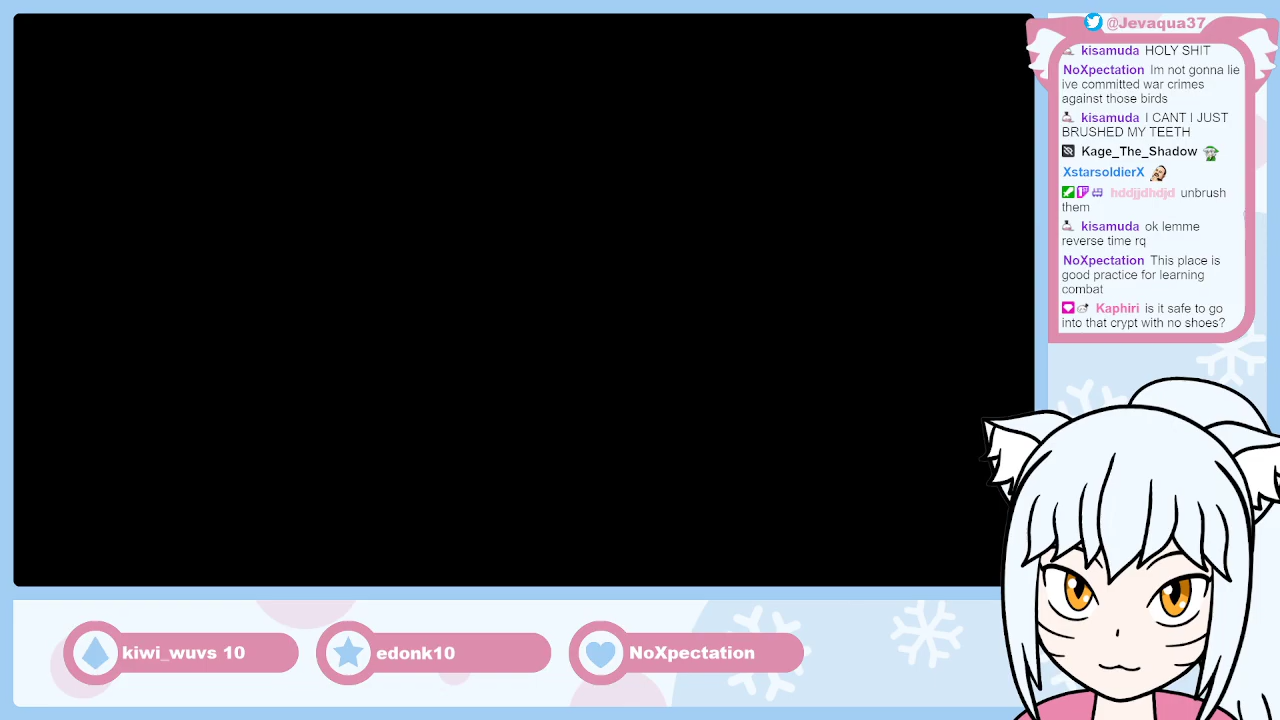 @Jevaqua37
kisamuda HOLY SHIT
NoXpectation Im not gonna lie
ive committed war crimes
against those birds
kisamuda I CANT I JUST
BRUSHED MY TEETH
Kage_The_Shadow
XstarsoldierX
hddjjdhdjd unbrush
them
kisamuda ok lemme
reverse time rq
NoXpectation This place is
good practice for learning
combat
Kaphiri is it safe to go
into that crypt with no shoes?
kiwi_wuvs 10
edonk10
NoXpectation